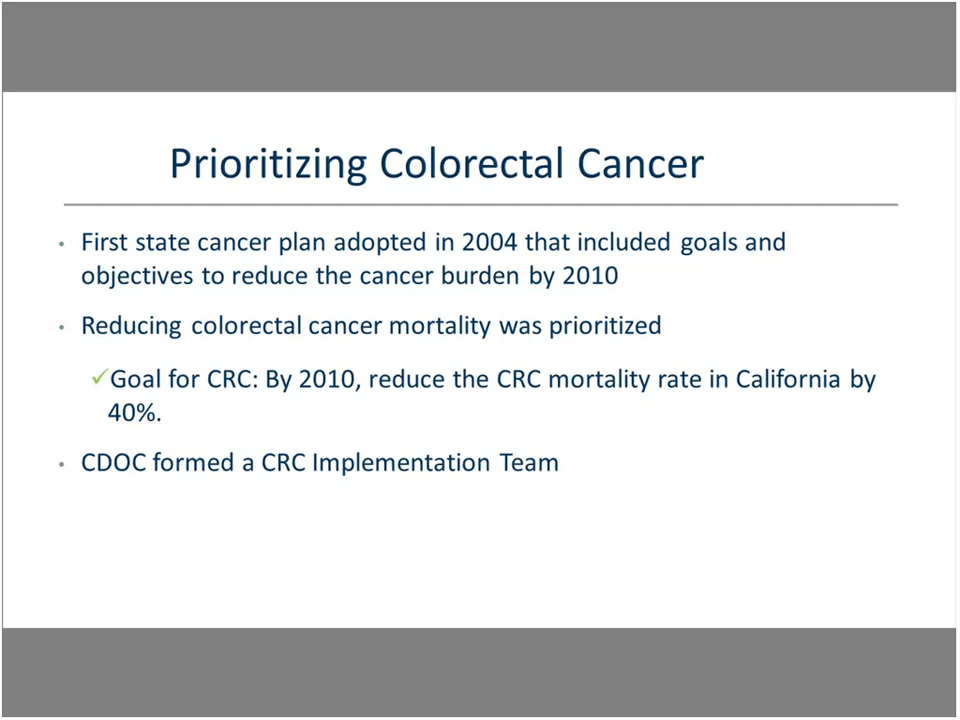 Prioritizing Colorectal Cancer
• First state cancer plan adopted in 2004 that included goals and
objectives to reduce the cancer burden by 2010
• Reducing colorectal cancer mortality was prioritized
✓Goal for CRC: By 2010, reduce the CRC mortality rate in California by
40%.
• CDOC formed a CRC Implementation Team